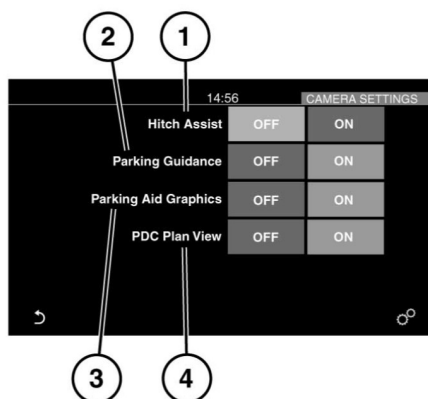 2 1
14:56 CAMERA SETTINGS
Hitch Assist OFF ON
Parking Guidance OFF ON
Parking Aid Graphics OFF ON
PDC Plan View OFF ON
3 4